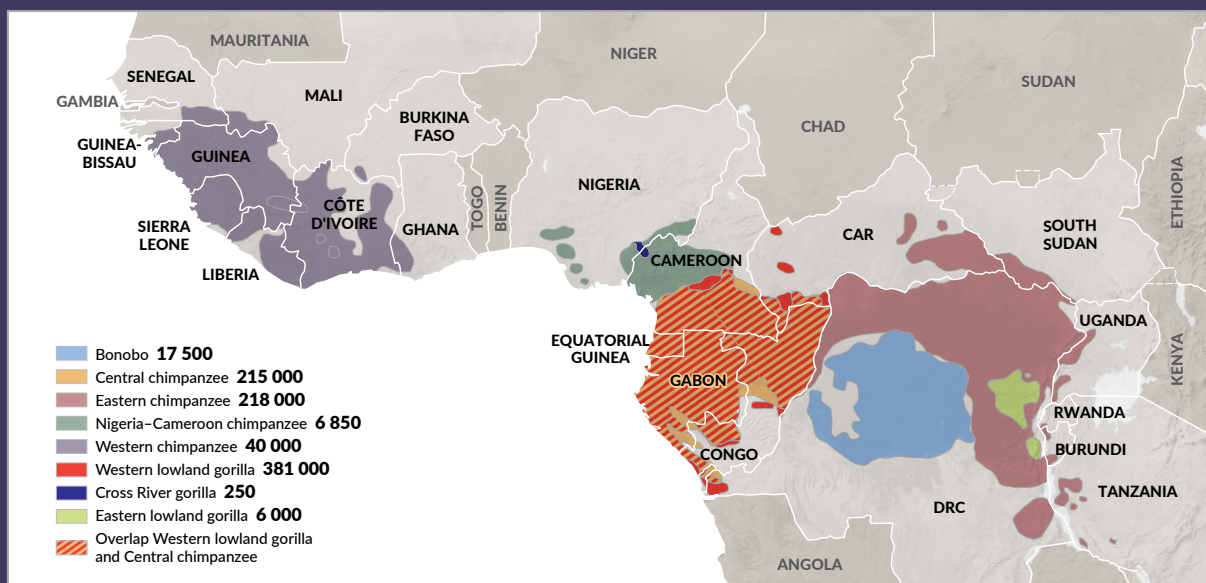 MAURITANIA
NIGER
SENEGAL
SUDAN
MALI
GAMBIA
BURKINA
FASO
CHAD
GUINEA-
BISSAU
GUINEA
ETHIOPIA
NIGERIA
TOGO
BENIN
CÔTE
D'IVOIRE
GHANA
SIERRA
LEONE
CAR
SOUTH
SUDAN
LIBERIA
CAMEROON
UGANDA
EQUATORIAL
GUINEA
KENYA
GABON
RWANDA
CONGO
BURUNDI
TANZANIA
DRC
ANGOLA
Bonobo 17 500
Central chimpanzee 215 000
Eastern chimpanzee 218 000
Nigeria–Cameroon chimpanzee 6 850
Western chimpanzee 40 000
Western lowland gorilla 381 000
Cross River gorilla 250
Eastern lowland gorilla 6 000
Overlap Western lowland gorilla
and Central chimpanzee